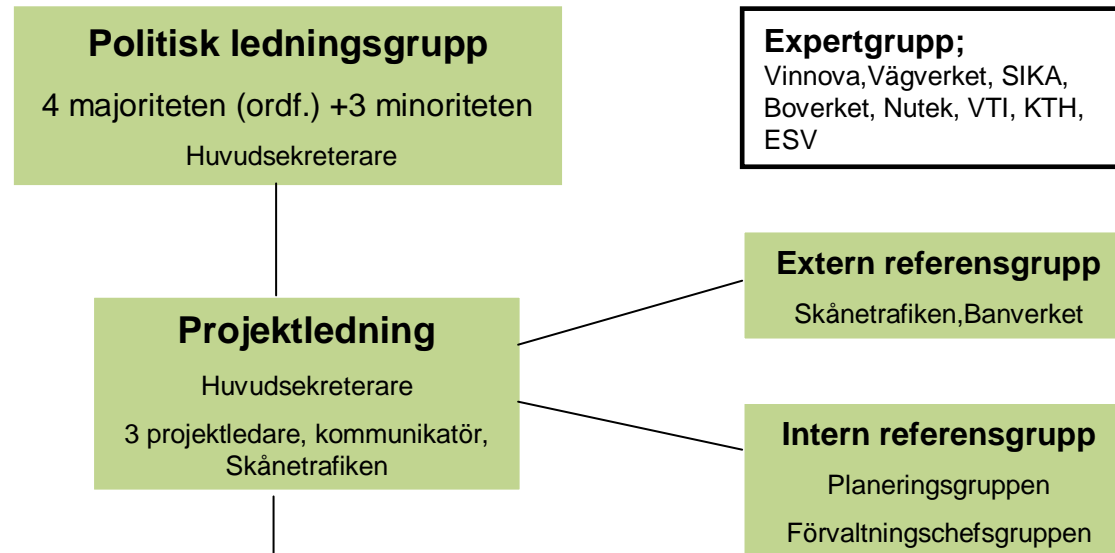 Politisk ledningsgrupp
4 majoriteten (ordf.) +3 minoriteten
Huvudsekreterare
Expertgrupp;
Vinnova,Vägverket, SIKA,
Boverket, Nutek, VTI, KTH,
ESV
Projektledning
Huvudsekreterare
3 projektledare, kommunikatör,
Skånetrafiken
Extern referensgrupp
Skånetrafiken,Banverket
Intern referensgrupp
Planeringsgruppen
Förvaltningschefsgruppen